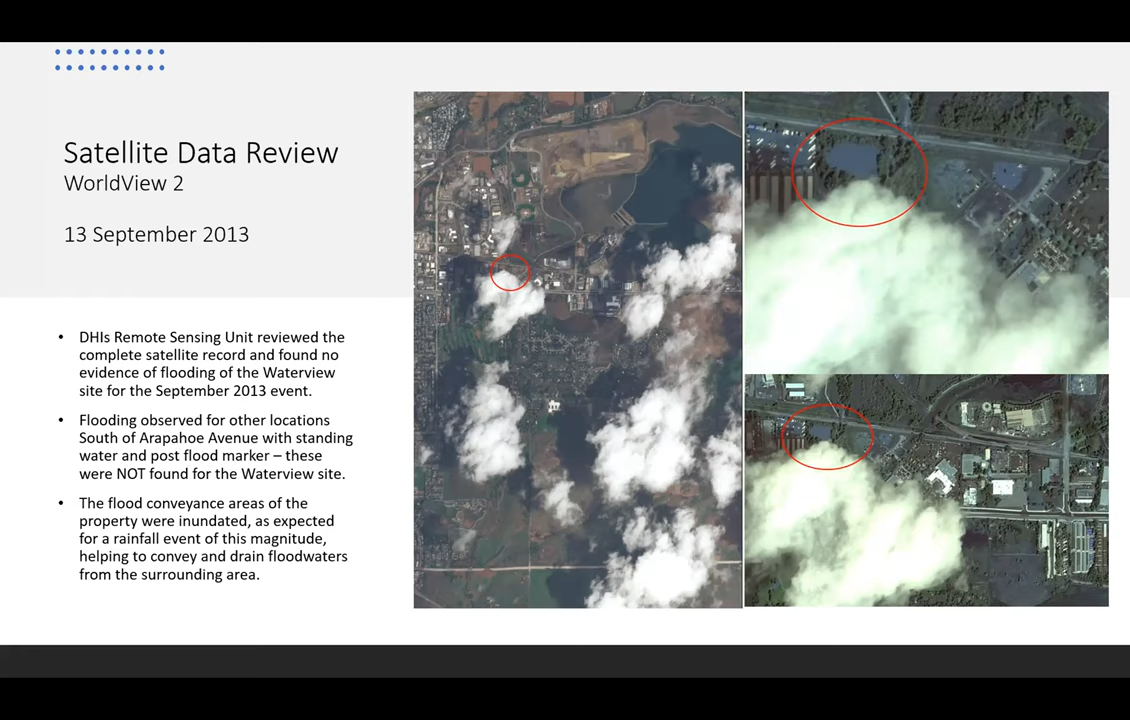 Satellite Data Review
WorldView 2
13 September 2013
• DHIs Remote Sensing Unit reviewed the
complete satellite record and found no
evidence of flooding of the Waterview
site for the September 2013 event.
• Flooding observed for other locations
South of Arapahoe Avenue with standing
water and post flood marker – these
were NOT found for the Waterview site.
• The flood conveyance areas of the
property were inundated, as expected
for a rainfall event of this magnitude,
helping to convey and drain floodwaters
from the surrounding area.